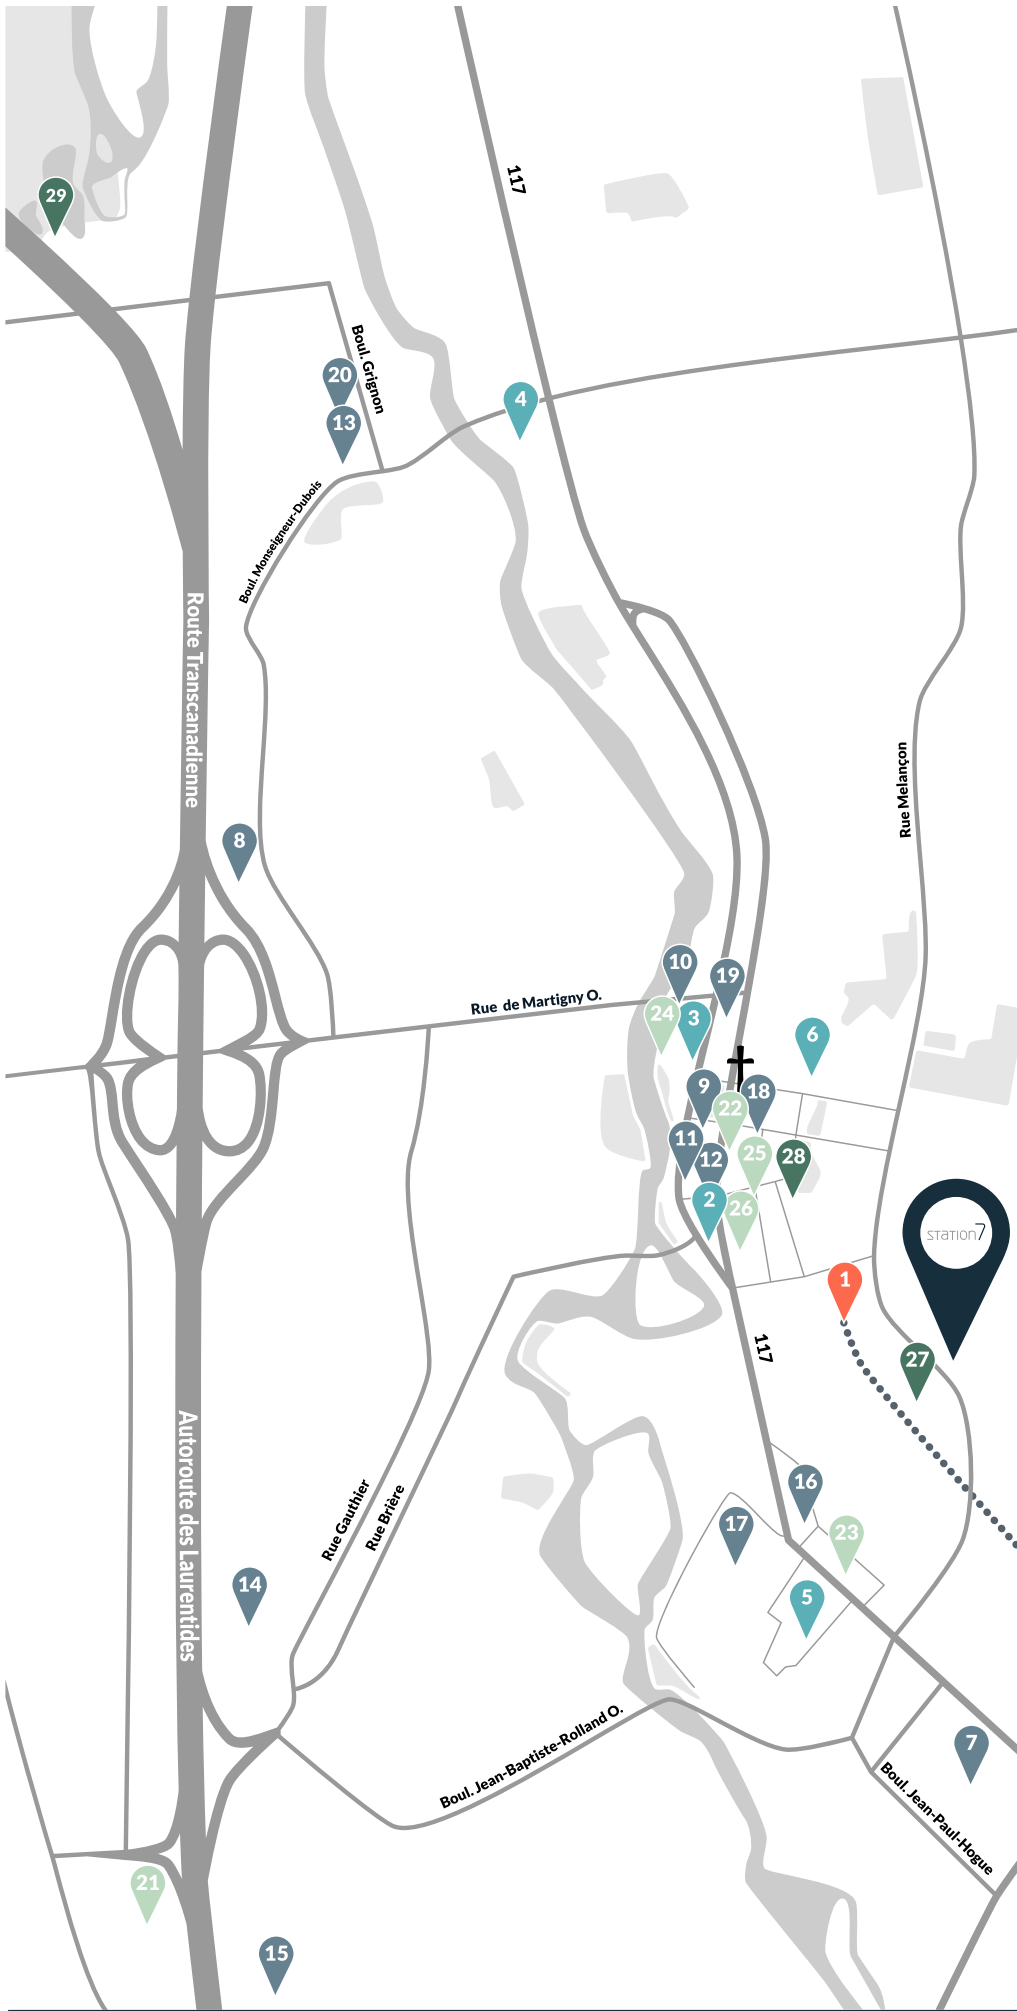 117
29
Boul. Grignon
20
4
13
Boul. Monseigneur-Dubois
Route Transcanadienne
Rue Melançon
8
10
19
Rue de Martigny O.
24
3
6
9
18
22
11
12
25
28
2
26
STATION7
1
117
27
Autoroute des Laurentides
16
Rue Gauthier
Rue Brière
17
23
14
5
Boul. Jean-Baptiste-Rolland O.
7
Boul. Jean-Paul-Hogue
21
15